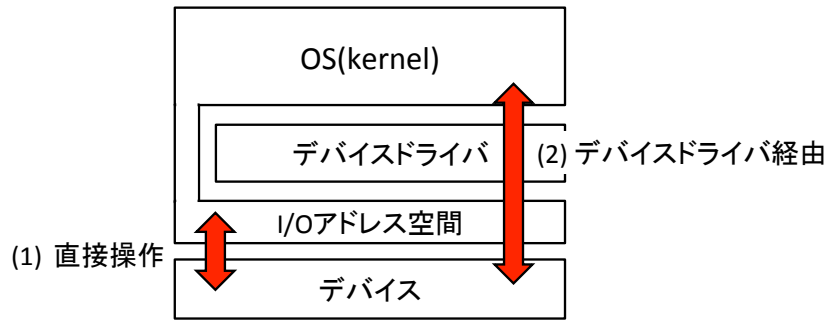 OS(kernel)
デバイスドライバ
(2) デバイスドライバ経由
I/Oアドレス空間
(1) 直接操作
デバイス